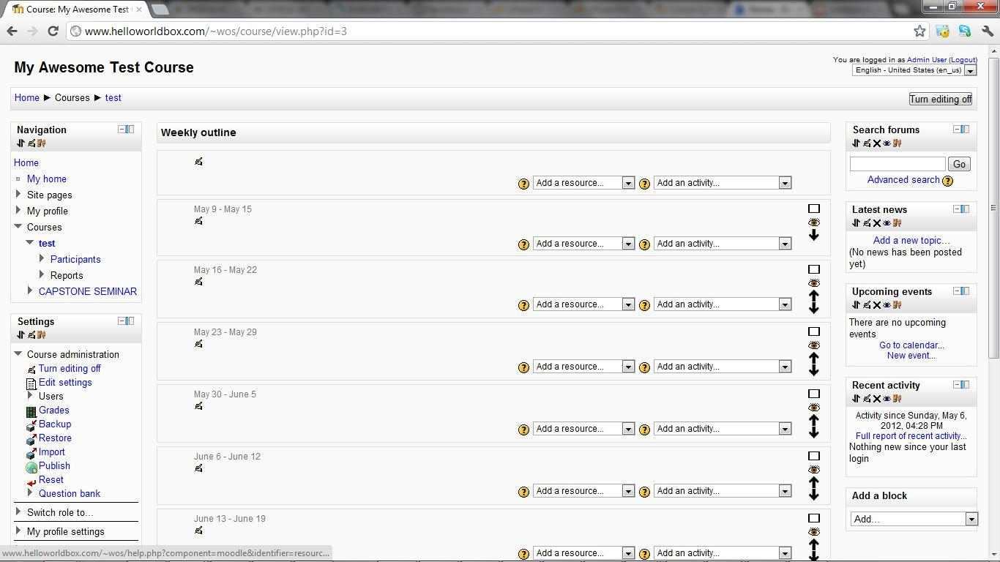 Course: My Awesome Test
www.helloworldbox.com/~wos/course/view.php?id=3
My Awesome Test Course
You are logged in as Admin User (Logout)
English - United States (en_us)
Home ► Courses ► test
Turn editing off
Navigation
Home
My home
Site pages
My profile
Courses
test
Participants
Reports
CAPSTONE SEMINAR
Settings
Course administration
Turn editing off
Edit settings
Users
Grades
Backup
Restore
Import
Publish
Reset
Question bank
Switch role to...
My profile settings
Weekly outline
Add a resource... Add an activity...
May 9 - May 15
Add a resource... Add an activity...
May 16 - May 22
Add a resource... Add an activity...
May 23 - May 29
Add a resource... Add an activity...
May 30 - June 5
Add a resource... Add an activity...
June 6 - June 12
Add a resource... Add an activity...
June 13 - June 19
Add a resource... Add an activity...
Search forums
Go
Advanced search
Latest news
Add a new topic...
(No news has been posted
yet)
Upcoming events
There are no upcoming
events
Go to calendar...
New event...
Recent activity
Activity since Sunday, May 6,
2012, 04:28 PM
Full report of recent activity...
Nothing new since your last
login
Add a block
Add...
www.helloworldbox.com/~wos/help.php?component=moodle&identifier=resourc...